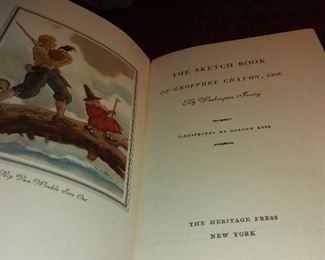 Rip Van Winkle Sets Out
THE SKETCH BOOK
OF GEOFFREY CRAYON, Gent.
By Washington Irving
ILLUSTRATED BY GORDON ROSS
THE HERITAGE PRESS
NEW YORK